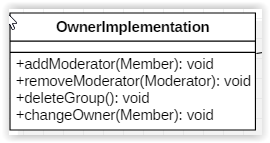 OwnerImplementation
+addModerator(Member): void
+removeModerator(Moderator): void
+deleteGroup(): void
+changeOwner(Member): void